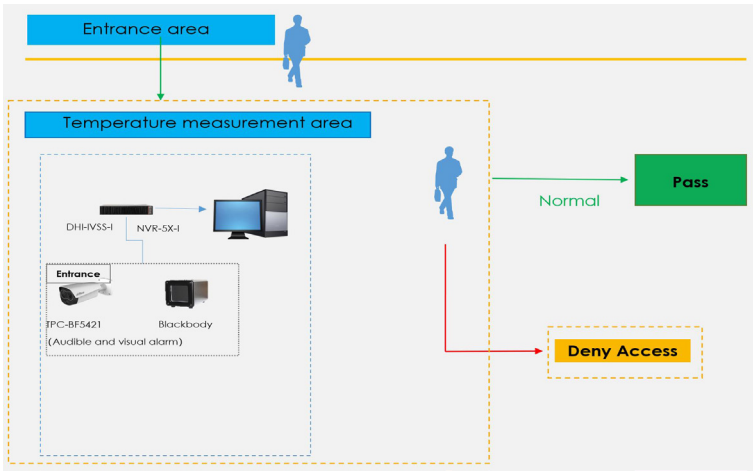 Entrance area
Temperature measurement area
DHI-IVSS-I NVR-5X-I
Entrance
TPC-BF5421 Blackbody
(Audible and visual alarm)
Normal
Pass
Deny Access